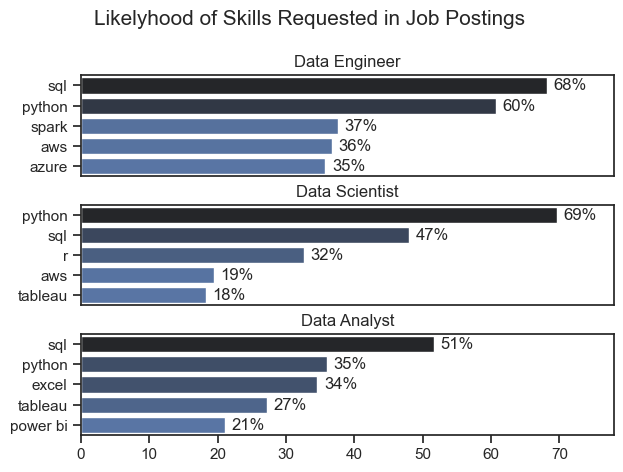 Likelyhood of Skills Requested in Job Postings
Data Engineer
sql 68%
python 60%
spark 37%
aws 36%
azure 35%
Data Scientist
python 69%
sql 47%
r 32%
aws 19%
tableau 18%
Data Analyst
sql 51%
python 35%
excel 34%
tableau 27%
power bi 21%
0 10 20 30 40 50 60 70